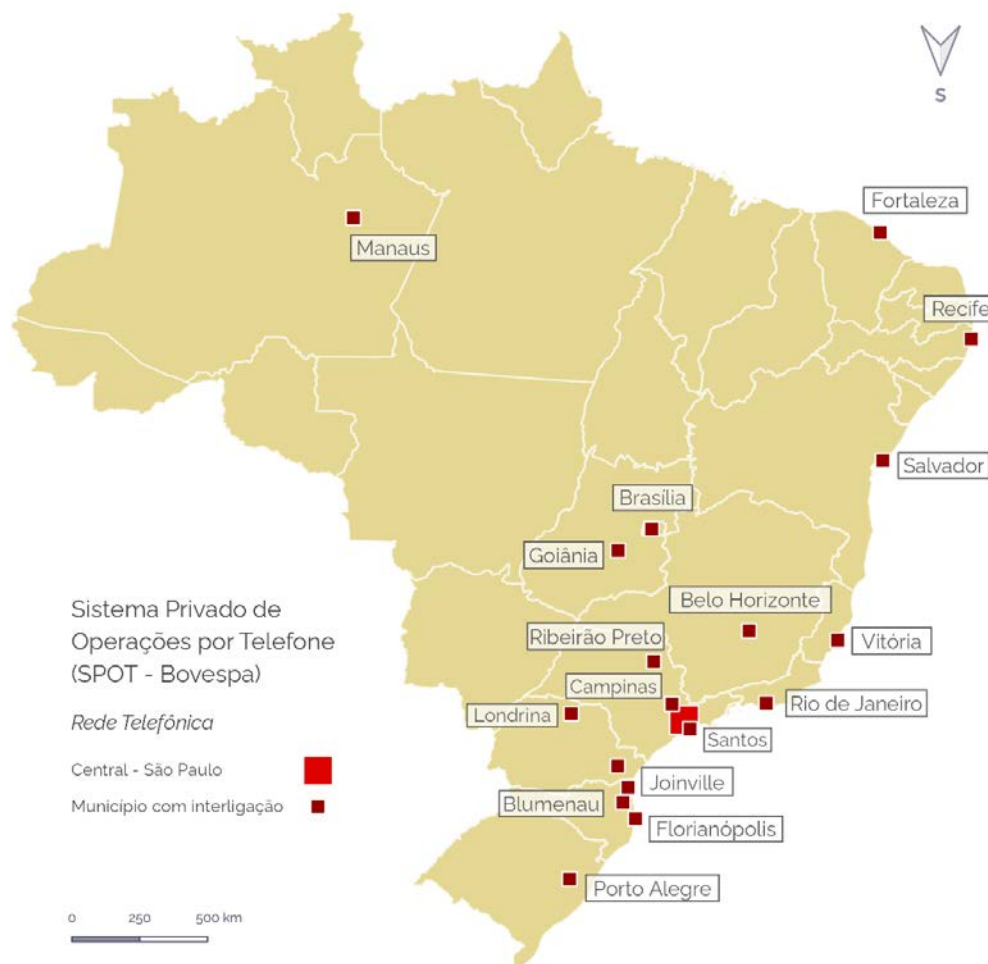 S
Fortaleza
Manaus
Recife
Salvador
Brasília
Goiânia
Belo Horizonte
Ribeirão Preto
Vitória
Campinas
Rio de Janeiro
Londrina
Santos
Joinville
Blumenau
Florianópolis
Porto Alegre
Sistema Privado de
Operações por Telefone
(SPOT - Bovespa)
Rede Telefônica
Central - São Paulo
Município com interligação
0 250 500 km